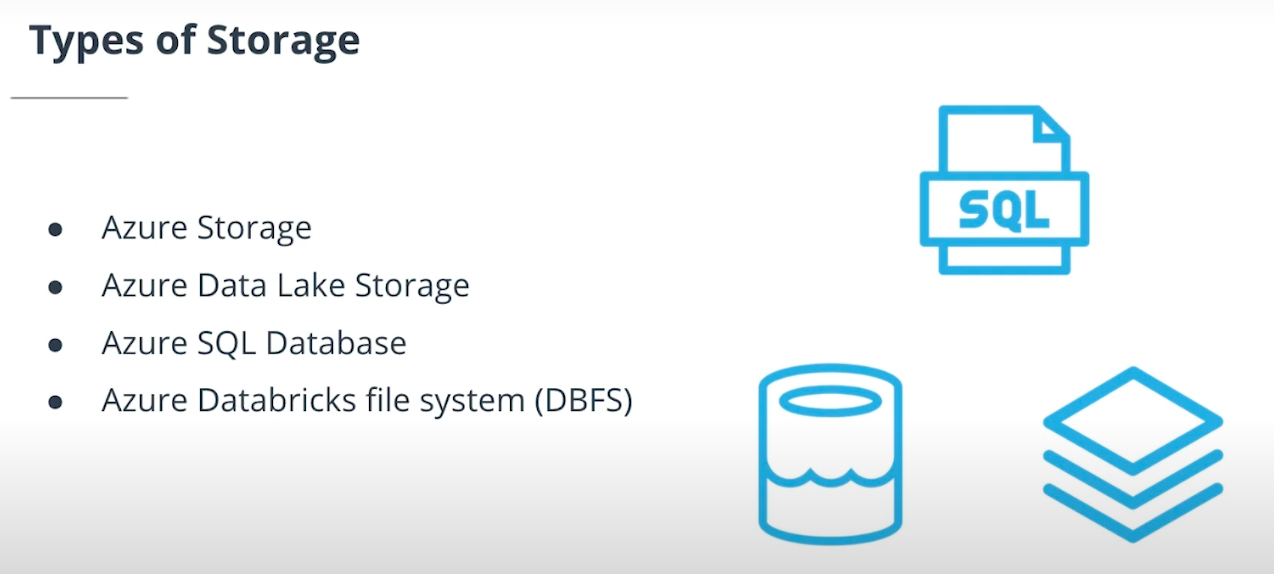 Types of Storage
● Azure Storage
● Azure Data Lake Storage
● Azure SQL Database
● Azure Databricks file system (DBFS)
SQL